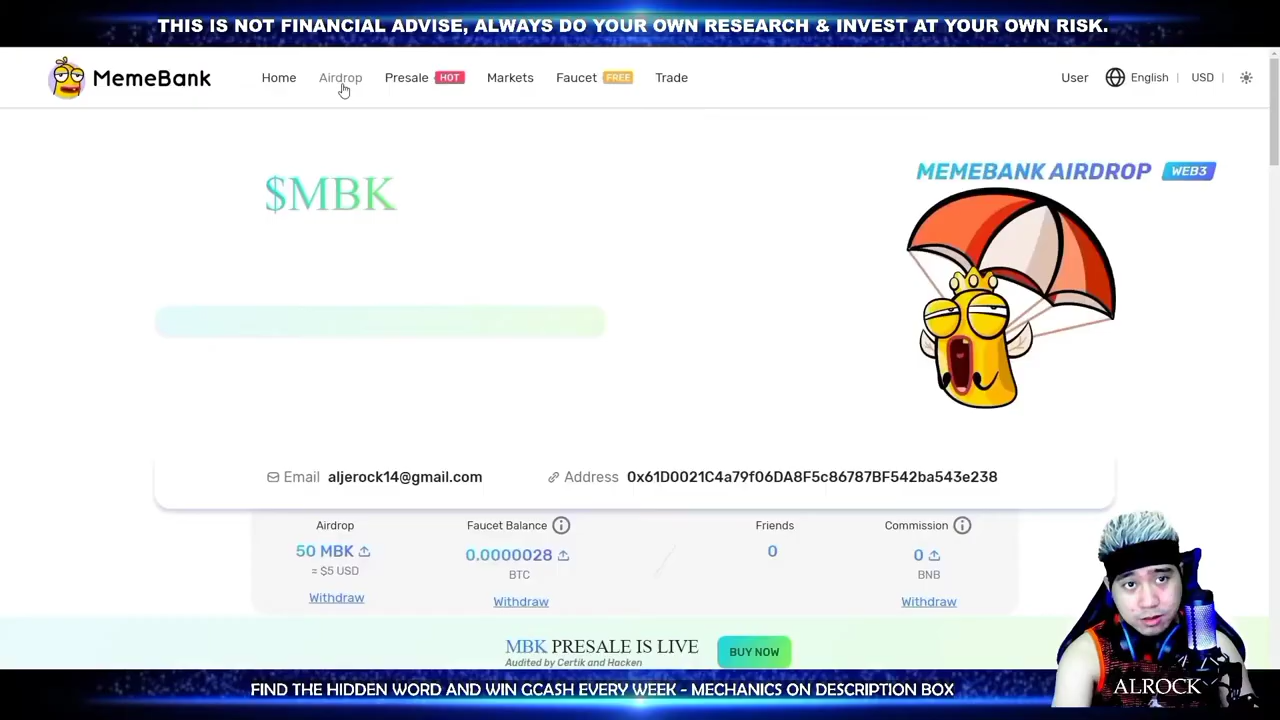 THIS IS NOT FINANCIAL ADVISE, ALWAYS DO YOUR OWN RESEARCH & INVEST AT YOUR OWN RISK.
MemeBank Home Airdrop Presale HOT Markets Faucet FREE Trade User English USD
$MBK
MEMEBANK AIRDROP WEB3
Email aljerock14@gmail.com Address 0x61D0021C4a79f06DA8F5c86787BF542ba543e238
Airdrop Faucet Balance Friends Commission
50 MBK 0.0000028 0 0
= $5 USD BTC BNB
Withdraw Withdraw Withdraw
MBK PRESALE IS LIVE BUY NOW
Audited by Certik and Hacken
FIND THE HIDDEN WORD AND WIN GCASH EVERY WEEK - MECHANICS ON DESCRIPTION BOX
ALROCK